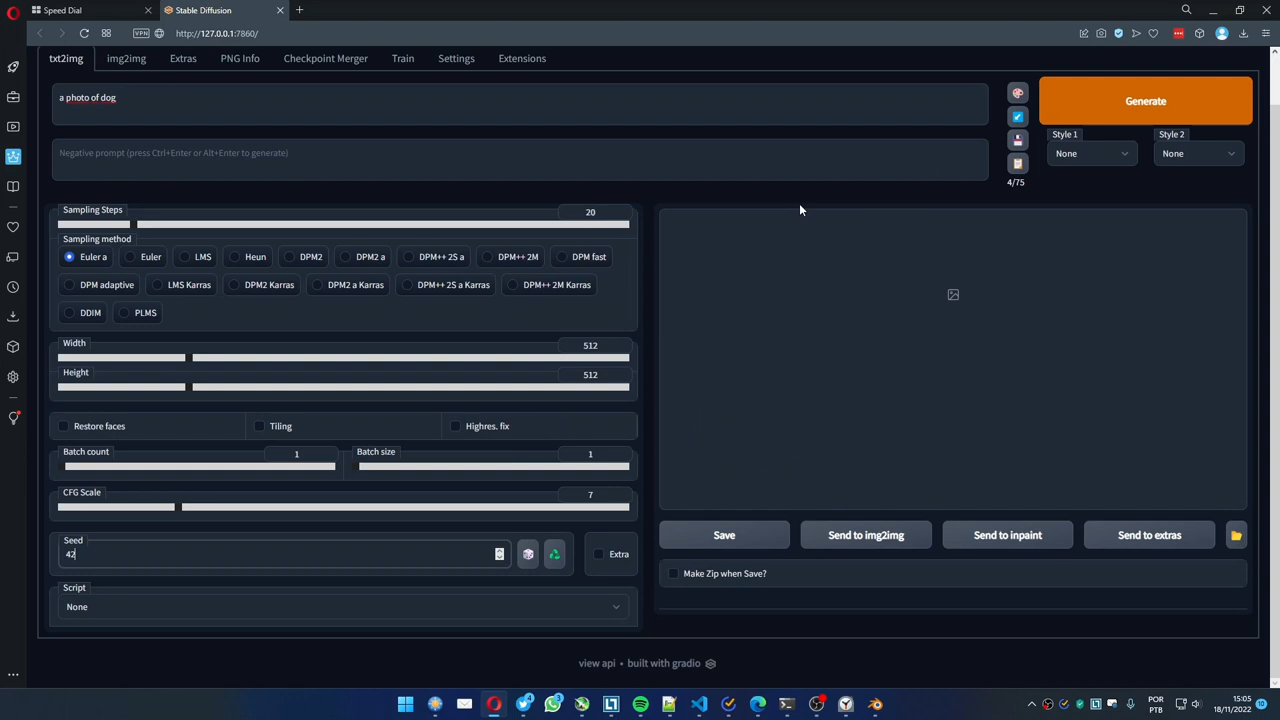 Speed Dial
Stable Diffusion
VPN
http://127.0.0.1:7860/
txt2img
img2img
Extras
PNG Info
Checkpoint Merger
Train
Settings
Extensions
a photo of dog
Generate
Style 1
Style 2
None
None
Negative prompt (press Ctrl+Enter or Alt+Enter to generate)
4/75
Sampling Steps
20
Sampling method
Euler a
Euler
LMS
Heun
DPM2
DPM2 a
DPM++ 2S a
DPM++ 2M
DPM fast
DPM adaptive
LMS Karras
DPM2 Karras
DPM2 a Karras
DPM++ 2S a Karras
DPM++ 2M Karras
DDIM
PLMS
Width
512
Height
512
Restore faces
Tiling
Highres. fix
Batch count
1
Batch size
1
CFG Scale
7
Seed
42
Extra
Script
None
Save
Send to img2img
Send to inpaint
Send to extras
Make Zip when Save?
view api • built with gradio
POR
PTB
15:05
18/11/2022